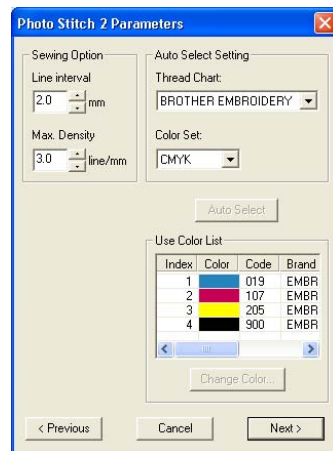 Photo Stitch 2 Parameters
Sewing Option
Line interval
2.0 mm
Max. Density
3.0 line/mm
Auto Select Setting
Thread Chart:
BROTHER EMBROIDERY
Color Set:
CMYK
Auto Select
Use Color List
Index Color Code Brand
1 019 EMBR
2 107 EMBR
3 205 EMBR
4 900 EMBR
Change Color...
< Previous Cancel Next >